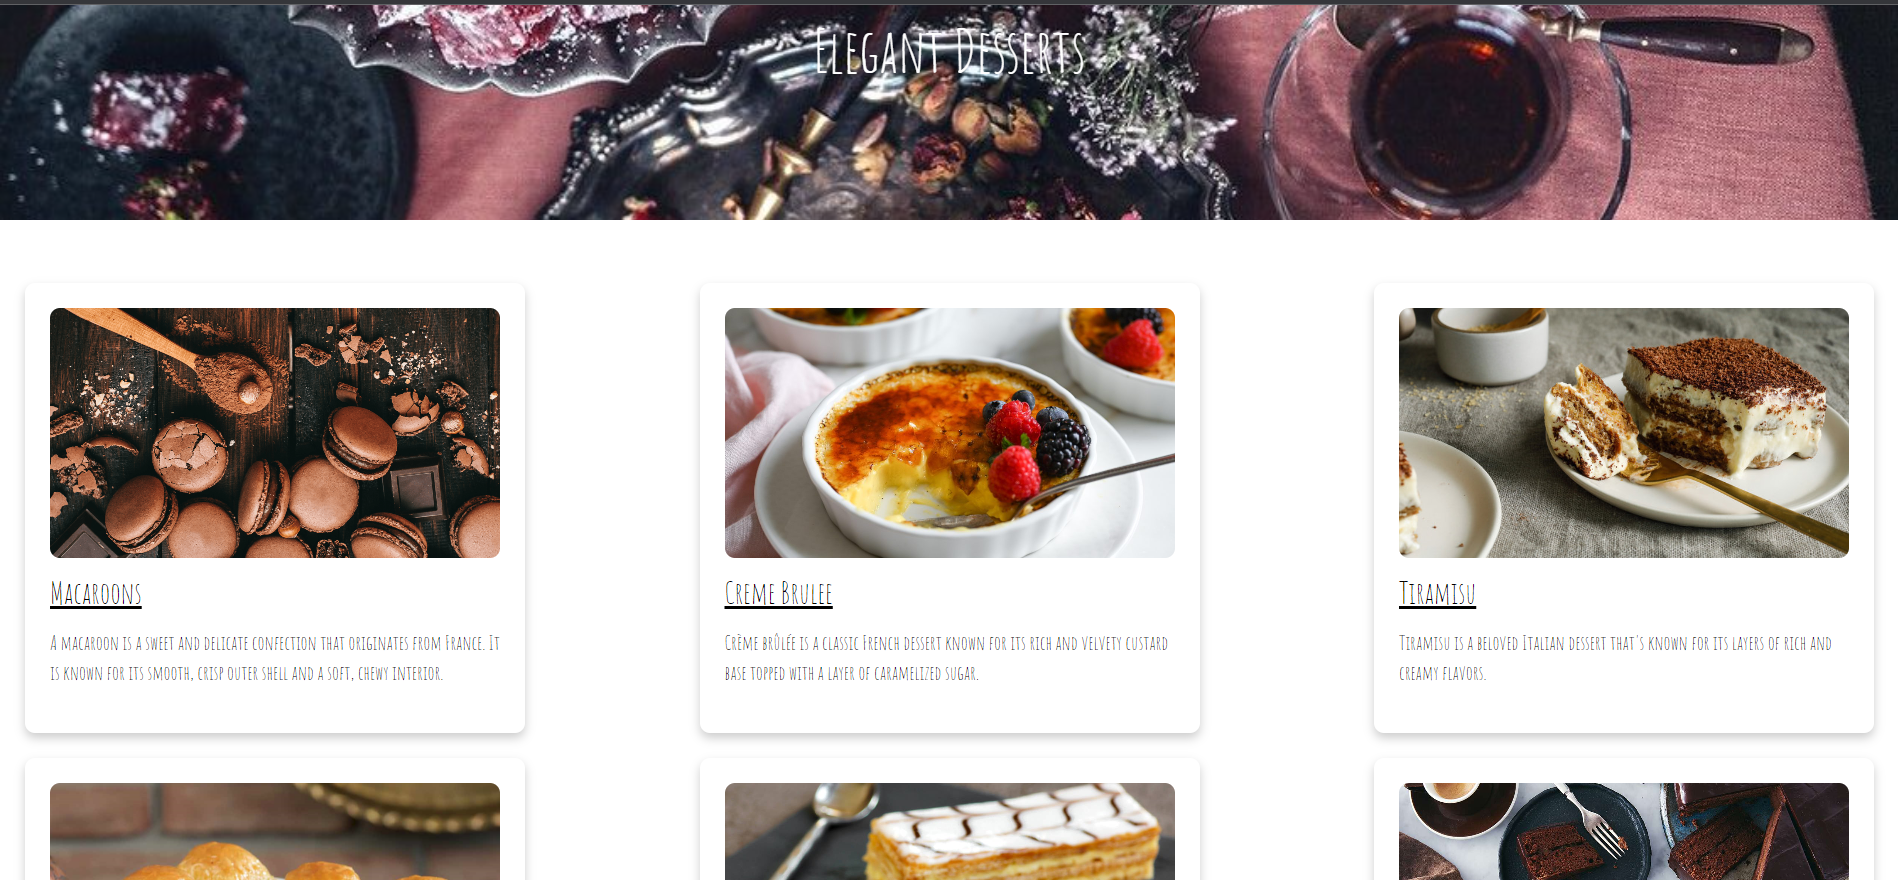 Elegant Desserts
Macaroons
A macaroon is a sweet and delicate confection that originates from France. It
is known for its smooth, crisp outer shell and a soft, chewy interior.
Creme Brulee
Crème brûlée is a classic French dessert known for its rich and velvety custard
base topped with a layer of caramelized sugar.
Tiramisu
Tiramisu is a beloved Italian dessert that's known for its layers of rich and
creamy flavors.